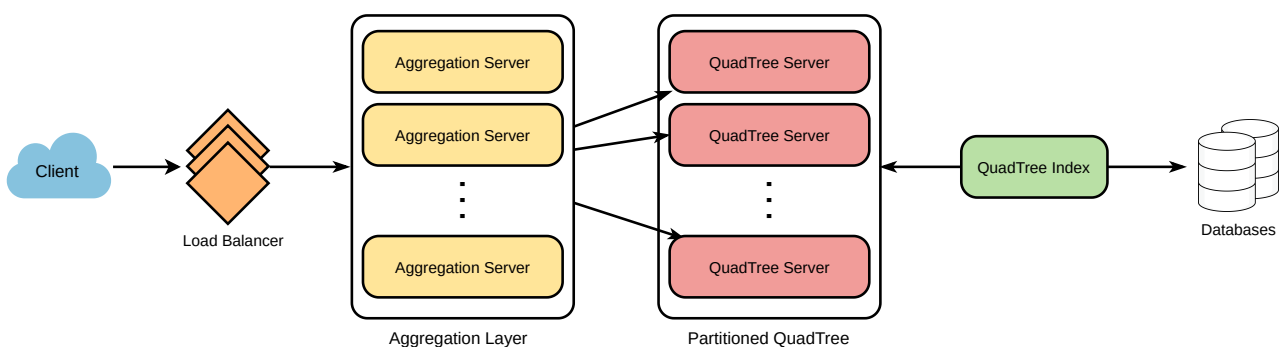 Client
Load Balancer
Aggregation Server
Aggregation Server
Aggregation Server
Aggregation Layer
QuadTree Server
QuadTree Server
QuadTree Server
Partitioned QuadTree
QuadTree Index
Databases